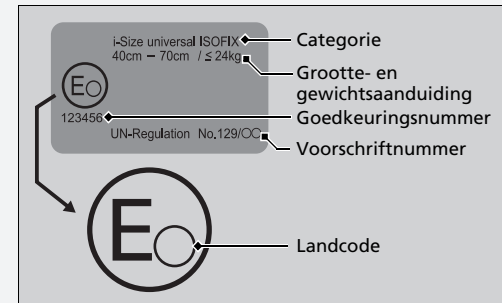 i-Size universal ISOFIX
40cm – 70cm / ≤ 24kg
E
123456
UN-Regulation No.129/OO
Categorie
Grootte- en
gewichtsaanduiding
Goedkeuringsnummer
Voorschriftnummer
E
Landcode